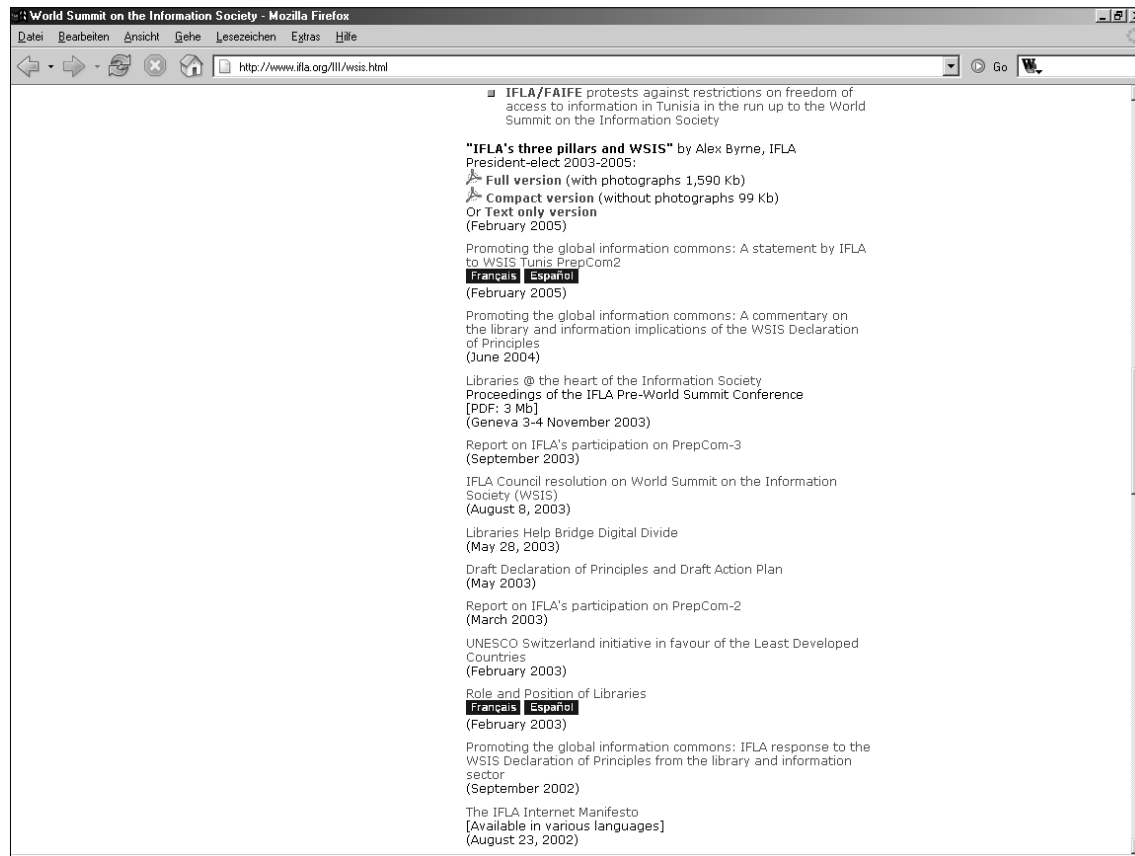 World Summit on the Information Society - Mozilla Firefox
Datei Bearbeiten Ansicht Gehe Lesezeichen Extras Hilfe
http://www.ifla.org/III/wsis.html Go W
IFLA/FAIFE protests against restrictions on freedom of
access to information in Tunisia in the run up to the World
Summit on the Information Society
"IFLA's three pillars and WSIS" by Alex Byrne, IFLA
President-elect 2003-2005:
Full version (with photographs 1,590 Kb)
Compact version (without photographs 99 Kb)
Or Text only version
(February 2005)
Promoting the global information commons: A statement by IFLA
to WSIS Tunis PrepCom2
Français Español
(February 2005)
Promoting the global information commons: A commentary on
the library and information implications of the WSIS Declaration
of Principles
(June 2004)
Libraries @ the heart of the Information Society
Proceedings of the IFLA Pre-World Summit Conference
[PDF: 3 Mb]
(Geneva 3-4 November 2003)
Report on IFLA's participation on PrepCom-3
(September 2003)
IFLA Council resolution on World Summit on the Information
Society (WSIS)
(August 8, 2003)
Libraries Help Bridge Digital Divide
(May 28, 2003)
Draft Declaration of Principles and Draft Action Plan
(May 2003)
Report on IFLA's participation on PrepCom-2
(March 2003)
UNESCO Switzerland initiative in favour of the Least Developed
Countries
(February 2003)
Role and Position of Libraries
Français Español
(February 2003)
Promoting the global information commons: IFLA response to the
WSIS Declaration of Principles from the library and information
sector
(September 2002)
The IFLA Internet Manifesto
[Available in various languages]
(August 23, 2002)